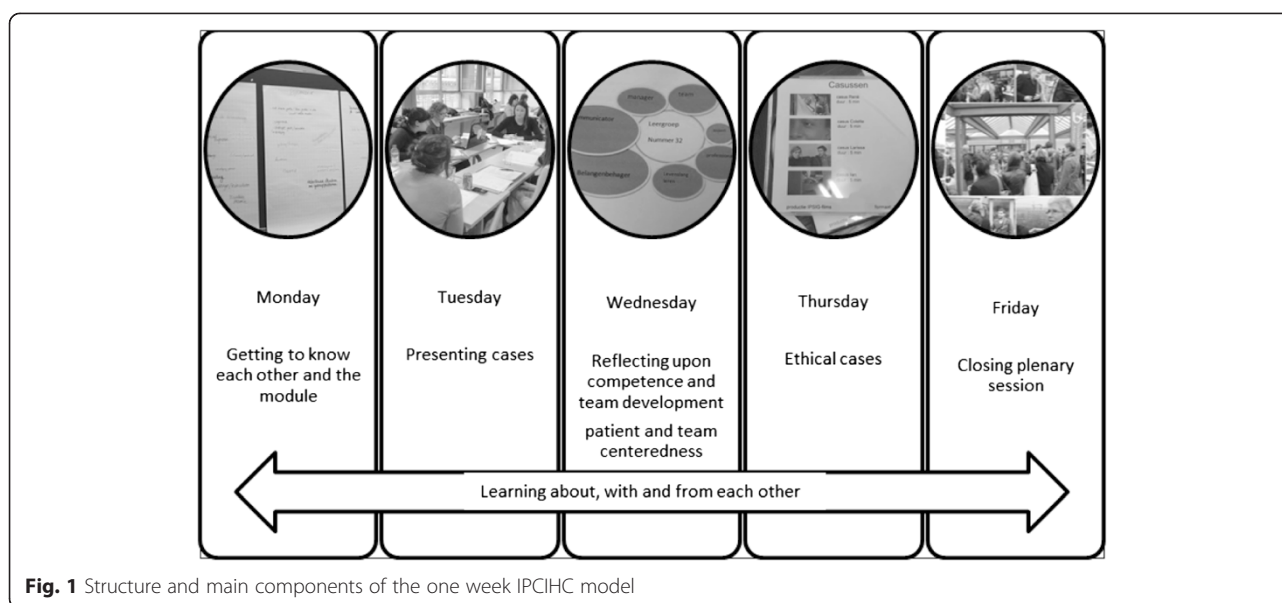 Casussen
Leergroep
Nummer 32
Monday
Getting to know
each other and the
module
Tuesday
Presenting cases
Wednesday
Reflecting upon
competence and
team development
patient and team
centeredness
Thursday
Ethical cases
Friday
Closing plenary
session
Learning about, with and from each other
Fig. 1 Structure and main components of the one week IPCIHC model